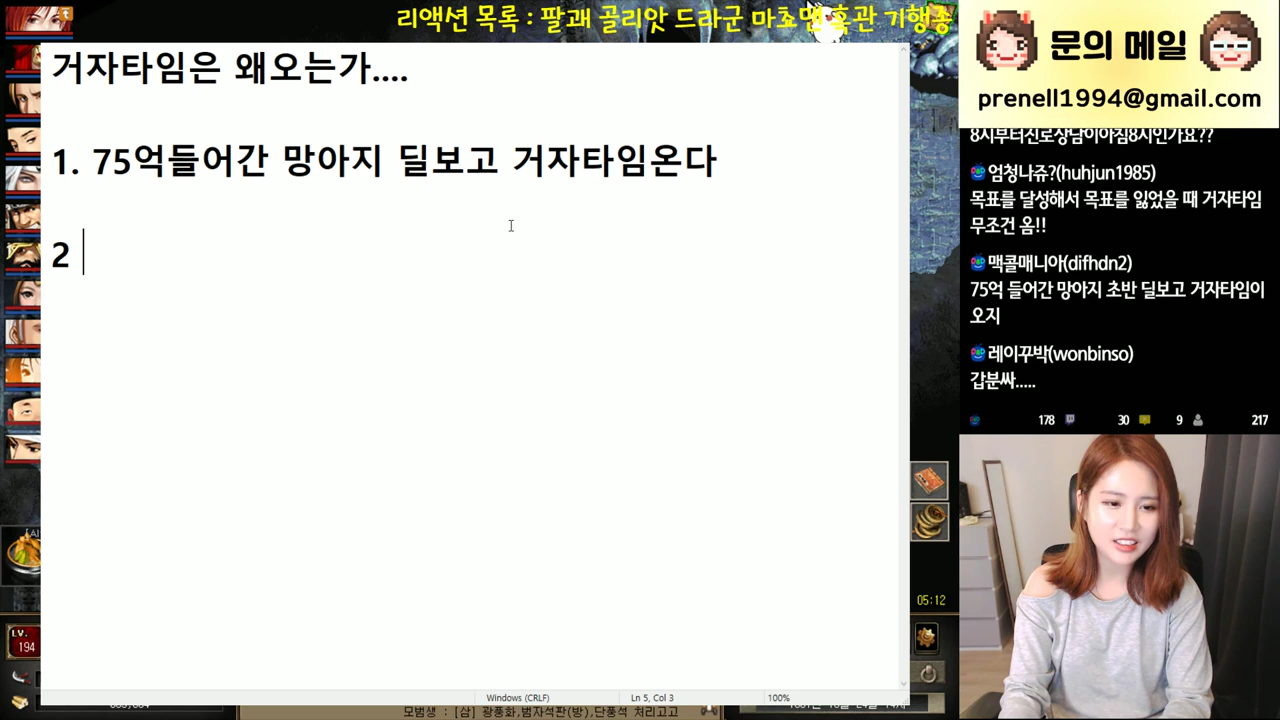 리액션 목록 : 팔괘 골리앗 드라군 마쵸맨 흑관 기행종
거자타임은 왜오는가....
1. 75억들어간 망아지 딜보고 거자타임온다
2
문의 메일
prenell1994@gmail.com
8시부터진로상담이아침8시인가요??
엄청나쥬?(huhjun1985)
목표를 달성해서 목표를 잃었을 때 거자타임
무조건 옴!!
맥콜매니아(difhdn2)
75억 들어간 망아지 초반 딜보고 거자타임이
오지
레이꾸박(wonbinso)
갑분싸.....
178 30 9 217
05:12
LV.
194
Windows (CRLF) Ln 5, Col 3 100%
모범생 : [삼] 광풍화,범자석판(방),단풍석 처리고고